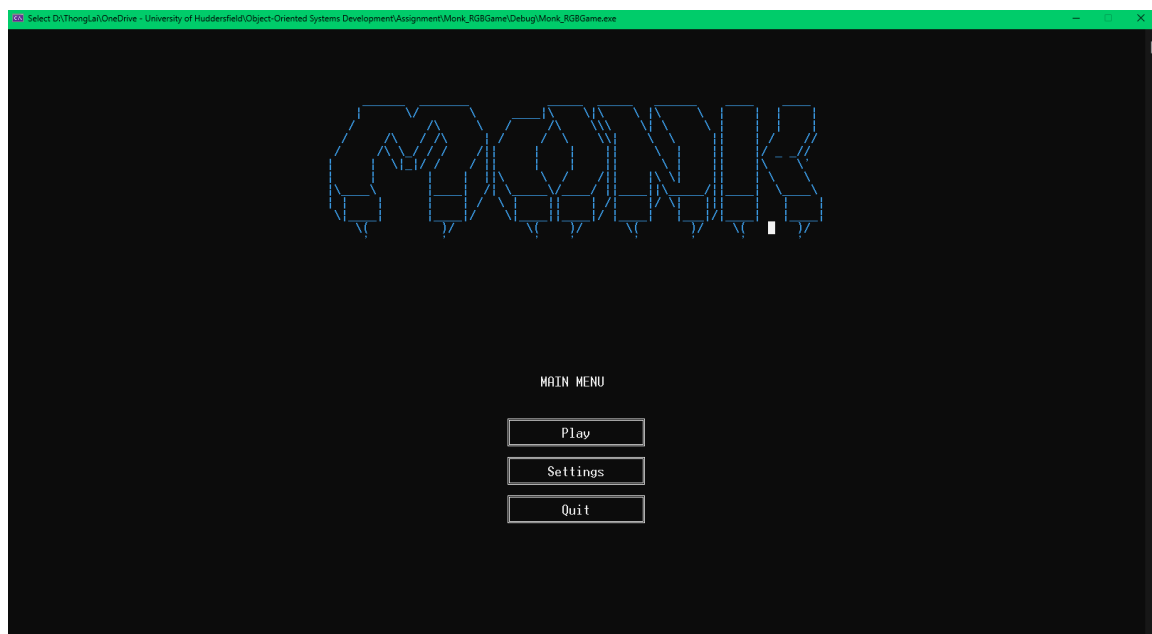 Select D:\ThongLai\OneDrive - University of Huddersfield\Object-Oriented Systems Development\Assignment\Monk_RGBGame\Debug\Monk_RGBGame.exe
MONK
MAIN MENU
Play
Settings
Quit